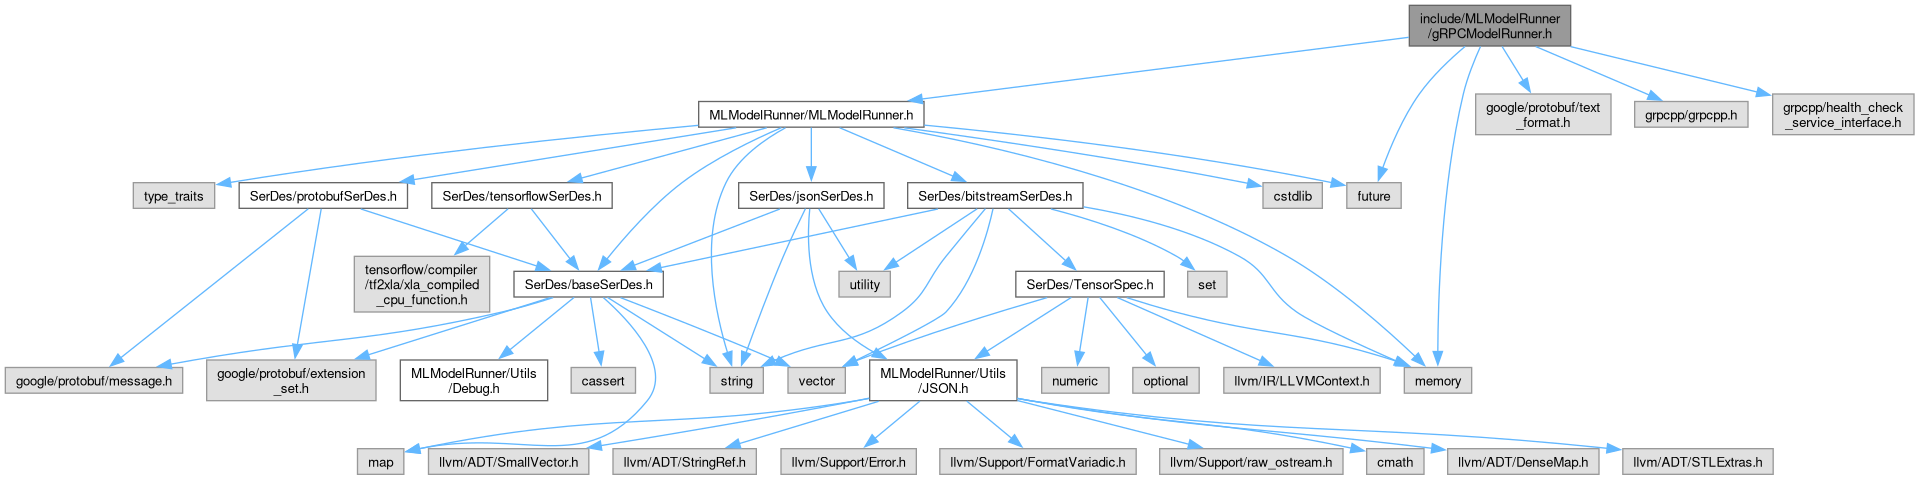 include/MLModelRunner
/gRPCModelRunner.h
MLModelRunner/MLModelRunner.h
google/protobuf/text
_format.h
grpcpp/grpcpp.h
grpcpp/health_check
_service_interface.h
type_traits
SerDes/protobufSerDes.h
SerDes/tensorflowSerDes.h
SerDes/jsonSerDes.h
SerDes/bitstreamSerDes.h
cstdlib
future
tensorflow/compiler
/tf2xla/xla_compiled
_cpu_function.h
SerDes/baseSerDes.h
utility
SerDes/TensorSpec.h
set
google/protobuf/message.h
google/protobuf/extension
_set.h
MLModelRunner/Utils
/Debug.h
cassert
string
vector
MLModelRunner/Utils
/JSON.h
numeric
optional
llvm/IR/LLVMContext.h
memory
map
llvm/ADT/SmallVector.h
llvm/ADT/StringRef.h
llvm/Support/Error.h
llvm/Support/FormatVariadic.h
llvm/Support/raw_ostream.h
cmath
llvm/ADT/DenseMap.h
llvm/ADT/STLExtras.h